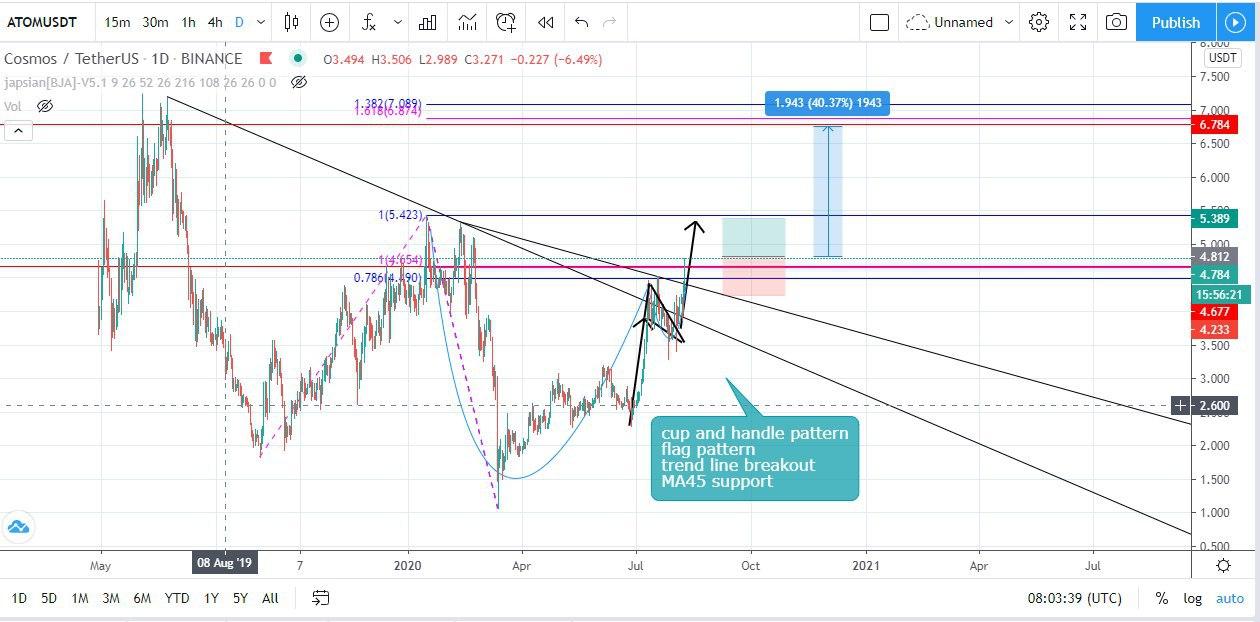 ATOMUSDT 15m 30m 1h 4h D Unnamed Publish
Cosmos / TetherUS · 1D · BINANCE O3.494 H3.506 L2.989 C3.271 −0.227 (−6.49%)
japsian[BJA]-V5.1 9 26 52 26 216 108 26 26 0 0
Vol
8.000
USDT
7.500
7.000
6.784
6.500
6.000
5.500
5.389
5.000
4.812
4.784
15:56:21
4.677
4.233
3.500
3.000
2.600
2.500
2.000
1.500
1.000
0.500
1.382(7.089)
1.618(6.874)
1.943 (40.37%) 1943
1(5.423)
1(4.654)
0.786(4.490)
cup and handle pattern
flag pattern
trend line breakout
MA45 support
May 08 Aug '19 7 2020 Apr Jul Oct 2021 Apr Jul
1D 5D 1M 3M 6M YTD 1Y 5Y All 08:03:39 (UTC) % log auto